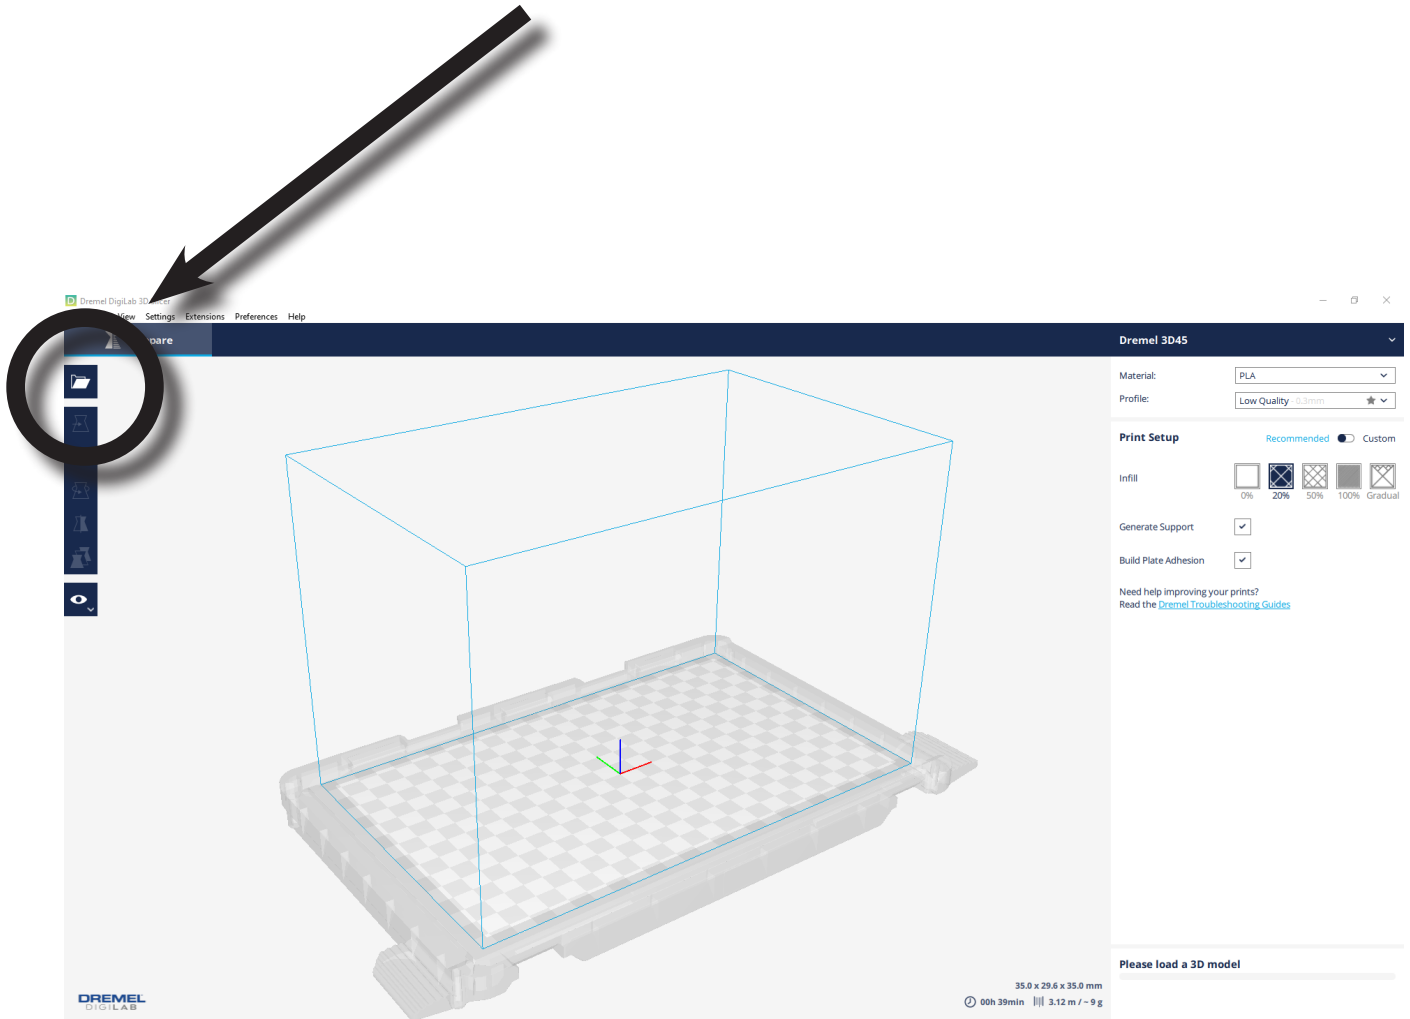 Dremel DigiLab 3D
View Settings Extensions Preferences Help
Dremel 3D45
Material:
PLA
Profile:
Low Quality - 0.3mm
Print Setup
Recommended
Custom
Infill
0%
20%
50%
100%
Gradual
Generate Support
Build Plate Adhesion
Need help improving your prints?
Read the Dremel Troubleshooting Guides
Please load a 3D model
35.0 x 29.6 x 35.0 mm
00h 39min
3.12 m / ~ 9 g
DREMEL
DIGILAB